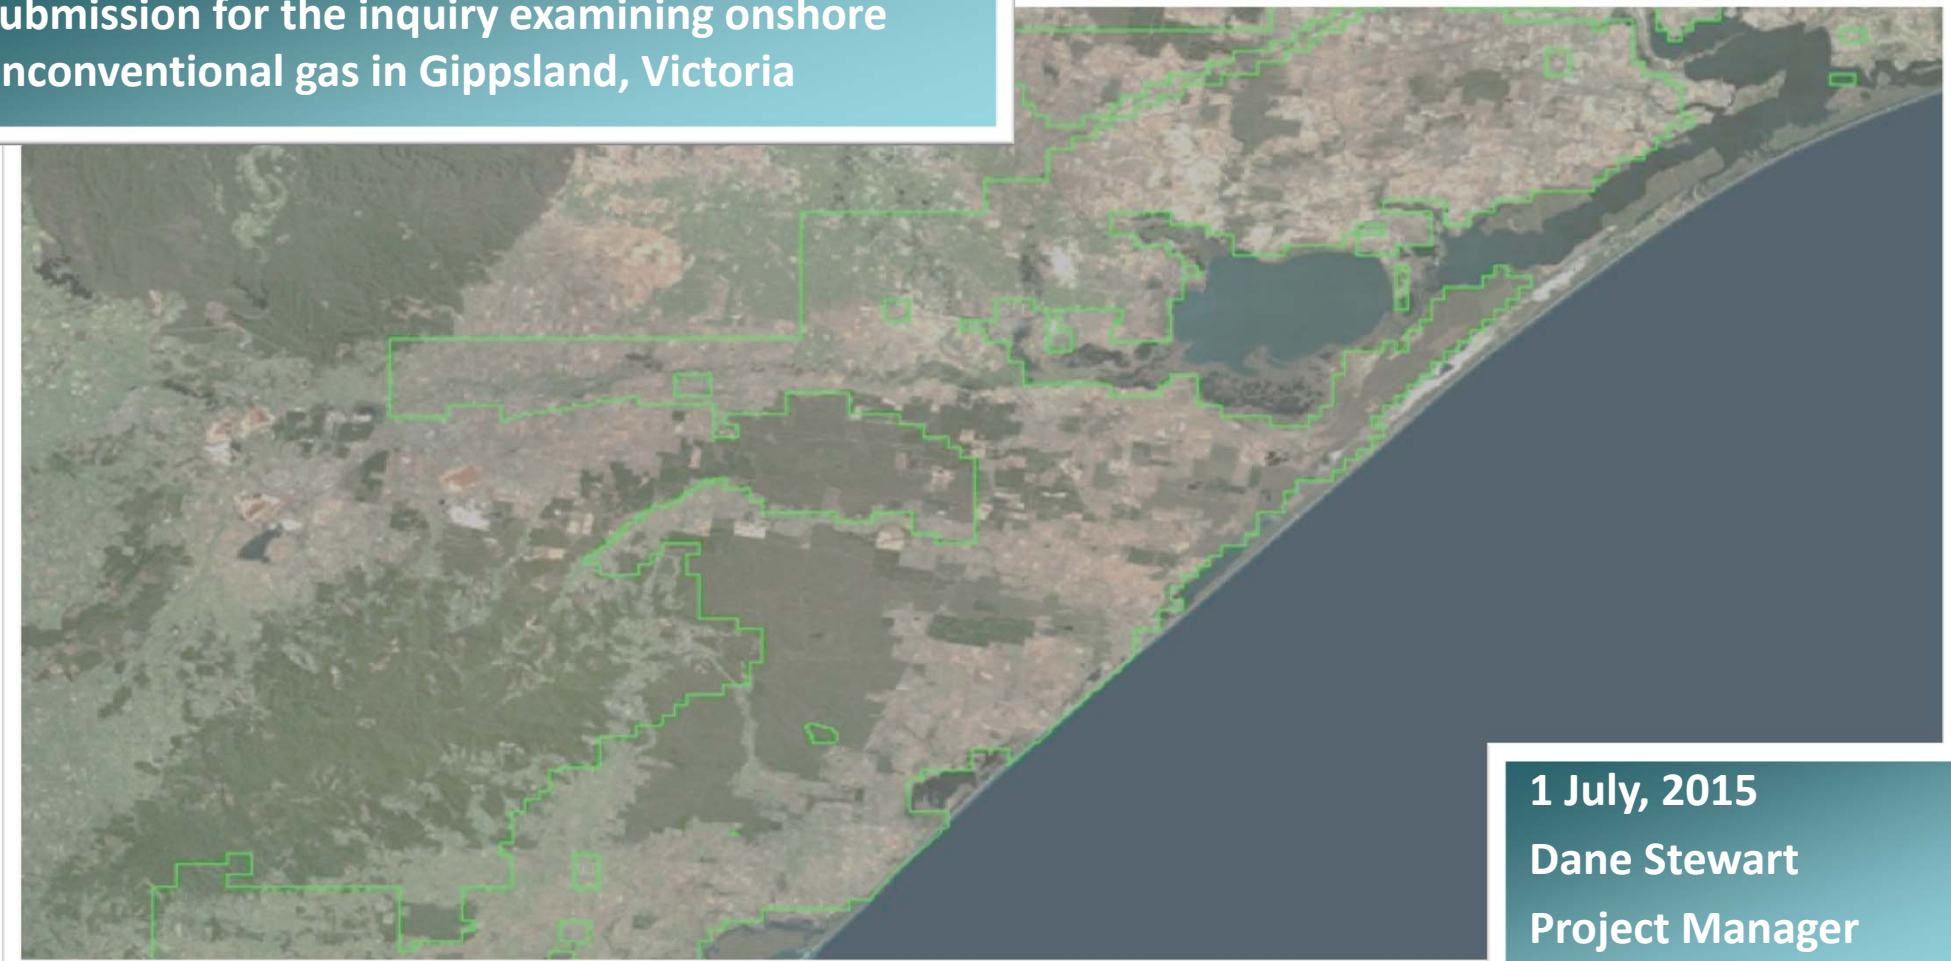 ubmission for the inquiry examining onshore
nconventional gas in Gippsland, Victoria
1 July, 2015
Dane Stewart
Project Manager